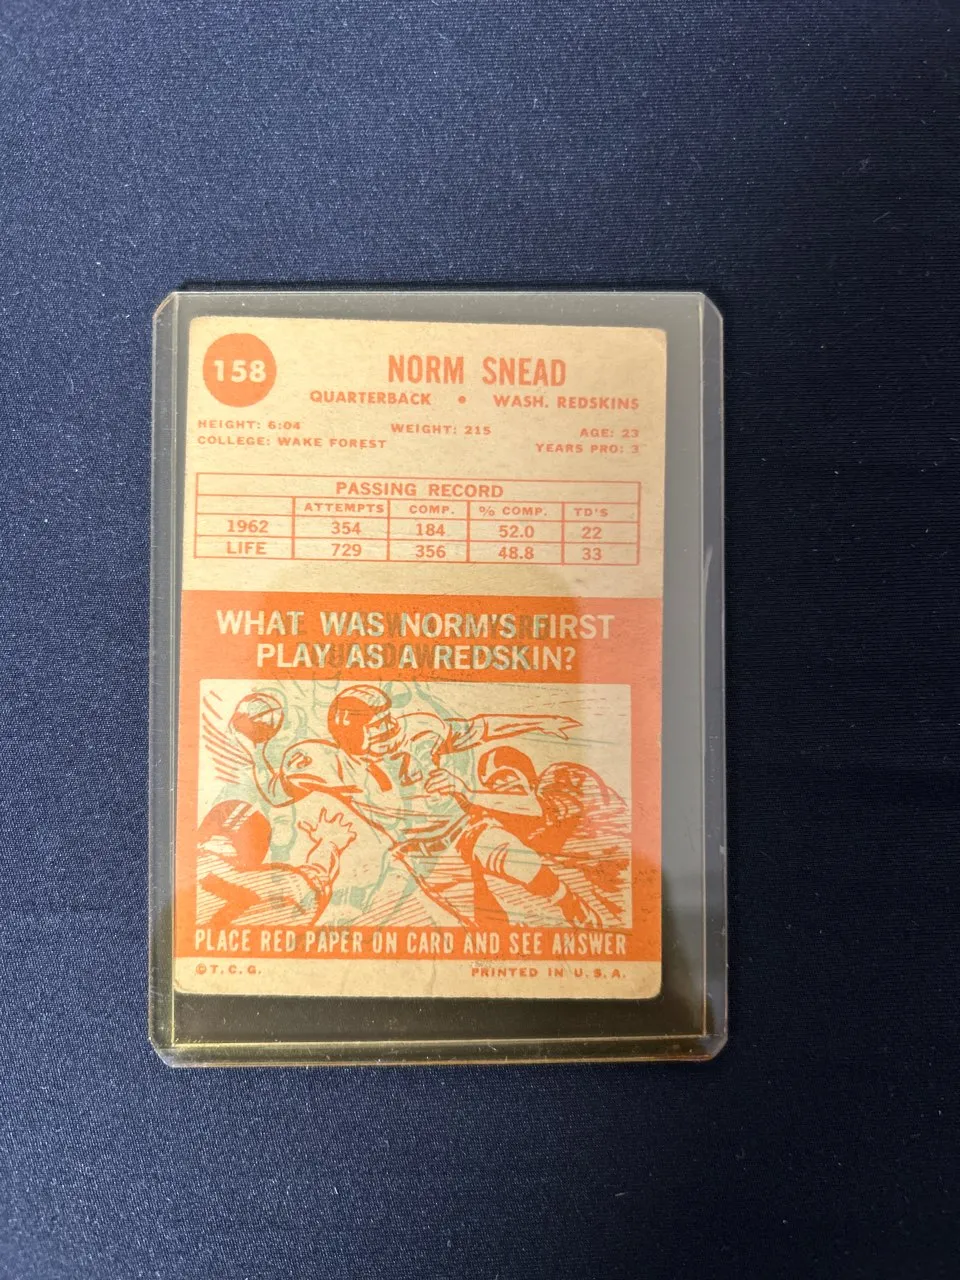 158
NORM SNEAD
QUARTERBACK • WASH. REDSKINS
HEIGHT: 6:04 WEIGHT: 215 AGE: 23
COLLEGE: WAKE FOREST YEARS PRO: 3
PASSING RECORD
ATTEMPTS COMP. % COMP. TD'S
1962 354 184 52.0 22
LIFE 729 356 48.8 33
WHAT WAS NORM'S FIRST
PLAY AS A REDSKIN?
PLACE RED PAPER ON CARD AND SEE ANSWER
©T.C.G. PRINTED IN U.S.A.